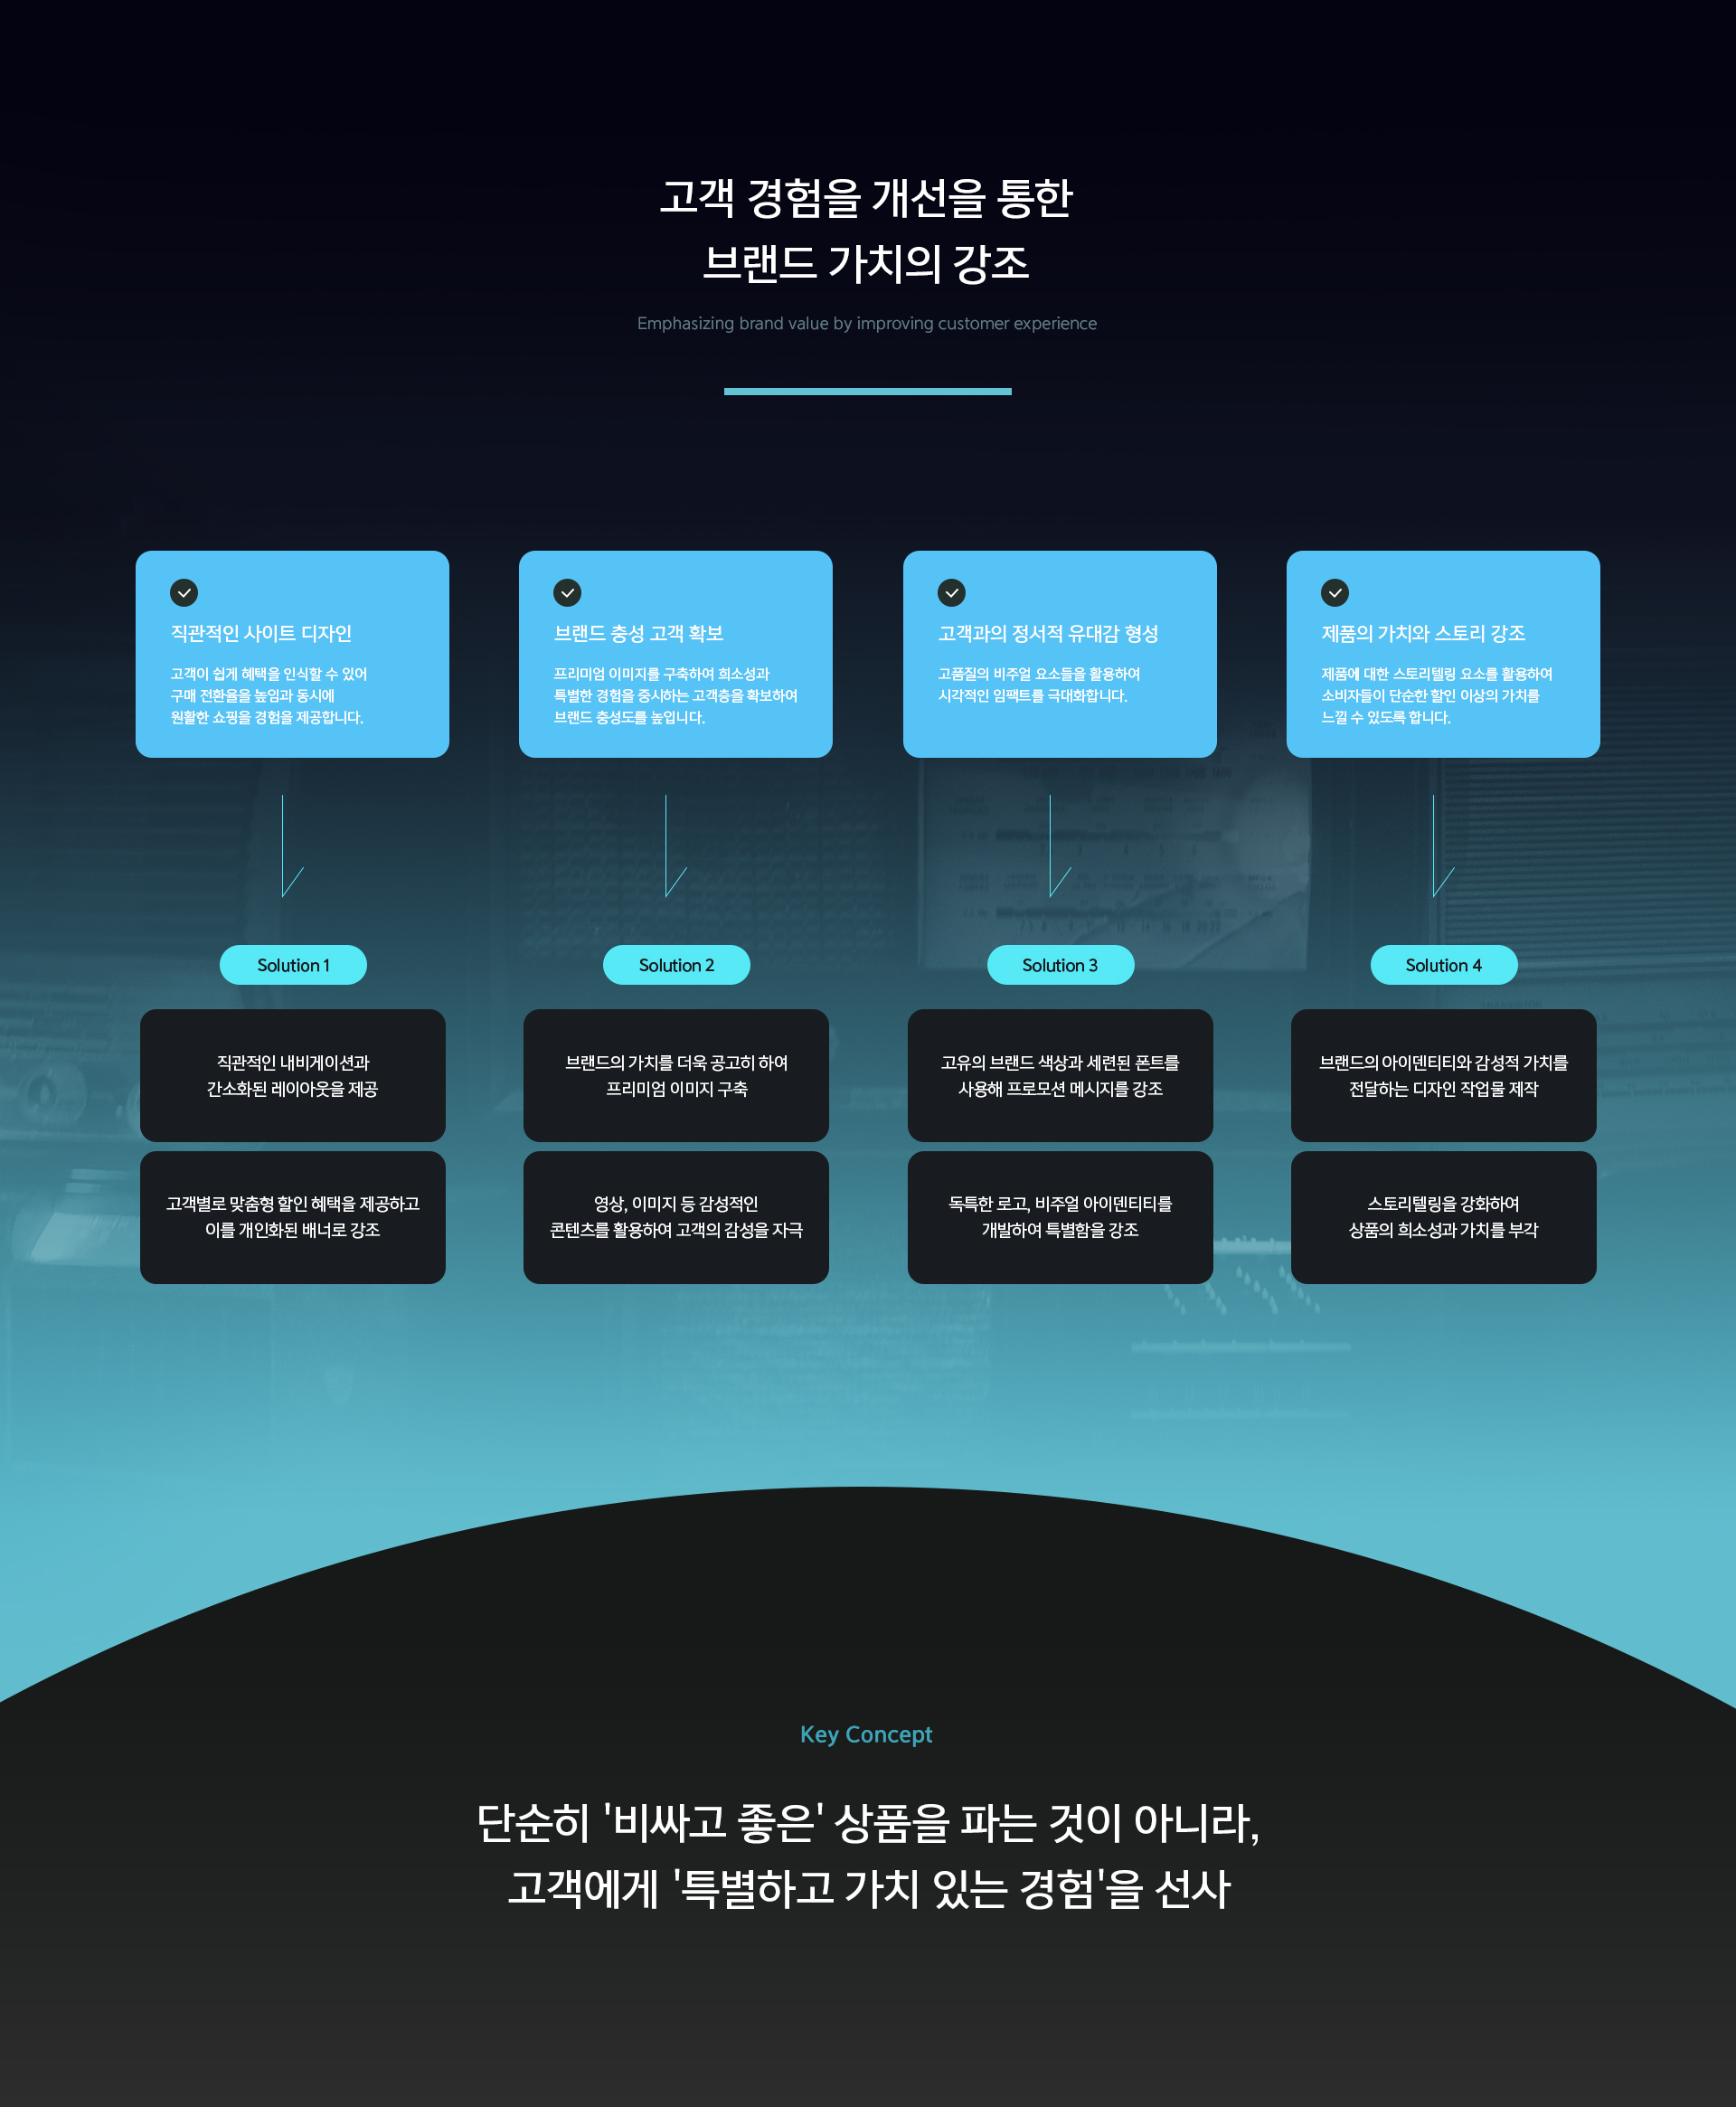 고객 경험을 개선을 통한
브랜드 가치의 강조
Emphasizing brand value by improving customer experience
직관적인 사이트 디자인
고객이 쉽게 혜택을 인식할 수 있어
구매 전환율을 높임과 동시에
원활한 쇼핑을 경험을 제공합니다.
브랜드 충성 고객 확보
프리미엄 이미지를 구축하여 희소성과
특별한 경험을 중시하는 고객층을 확보하여
브랜드 충성도를 높입니다.
고객과의 정서적 유대감 형성
고품질의 비주얼 요소들을 활용하여
시각적인 임팩트를 극대화합니다.
제품의 가치와 스토리 강조
제품에 대한 스토리텔링 요소를 활용하여
소비자들이 단순한 할인 이상의 가치를
느낄 수 있도록 합니다.
Solution 1
직관적인 내비게이션과
간소화된 레이아웃을 제공
고객별로 맞춤형 할인 혜택을 제공하고
이를 개인화된 배너로 강조
Solution 2
브랜드의 가치를 더욱 공고히 하여
프리미엄 이미지 구축
영상, 이미지 등 감성적인
콘텐츠를 활용하여 고객의 감성을 자극
Solution 3
고유의 브랜드 색상과 세련된 폰트를
사용해 프로모션 메시지를 강조
독특한 로고, 비주얼 아이덴티티를
개발하여 특별함을 강조
Solution 4
브랜드의 아이덴티티와 감성적 가치를
전달하는 디자인 작업물 제작
스토리텔링을 강화하여
상품의 희소성과 가치를 부각
Key Concept
단순히 '비싸고 좋은' 상품을 파는 것이 아니라,
고객에게 '특별하고 가치 있는 경험'을 선사